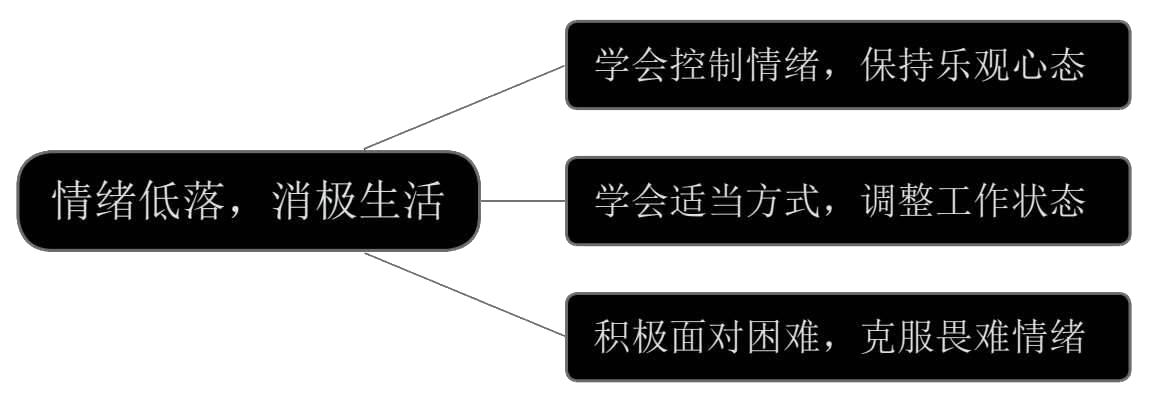 情绪低落，消极生活
学会控制情绪，保持乐观心态
学会适当方式，调整工作状态
积极面对困难，克服畏难情绪